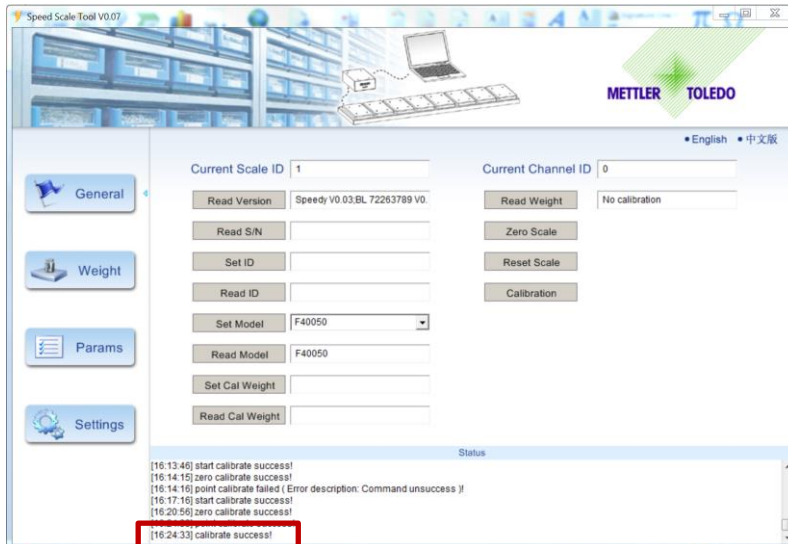 Speed Scale Tool V0.07
METTLER TOLEDO
• English • 中文版
Current Scale ID 1 Current Channel ID 0
General
Read Version Speedy V0.03;BL 72263789 V0. Read Weight No calibration
Read S/N Zero Scale
Weight
Set ID Reset Scale
Read ID Calibration
Set Model F40050
Params
Read Model F40050
Set Cal Weight
Settings
Read Cal Weight
Status
[16:13:46] start calibrate success!
[16:14:15] zero calibrate success!
[16:14:16] point calibrate failed ( Error description: Command unsuccess )!
[16:17:16] start calibrate success!
[16:20:56] zero calibrate success!
point calibrate success!
[16:24:33] calibrate success!